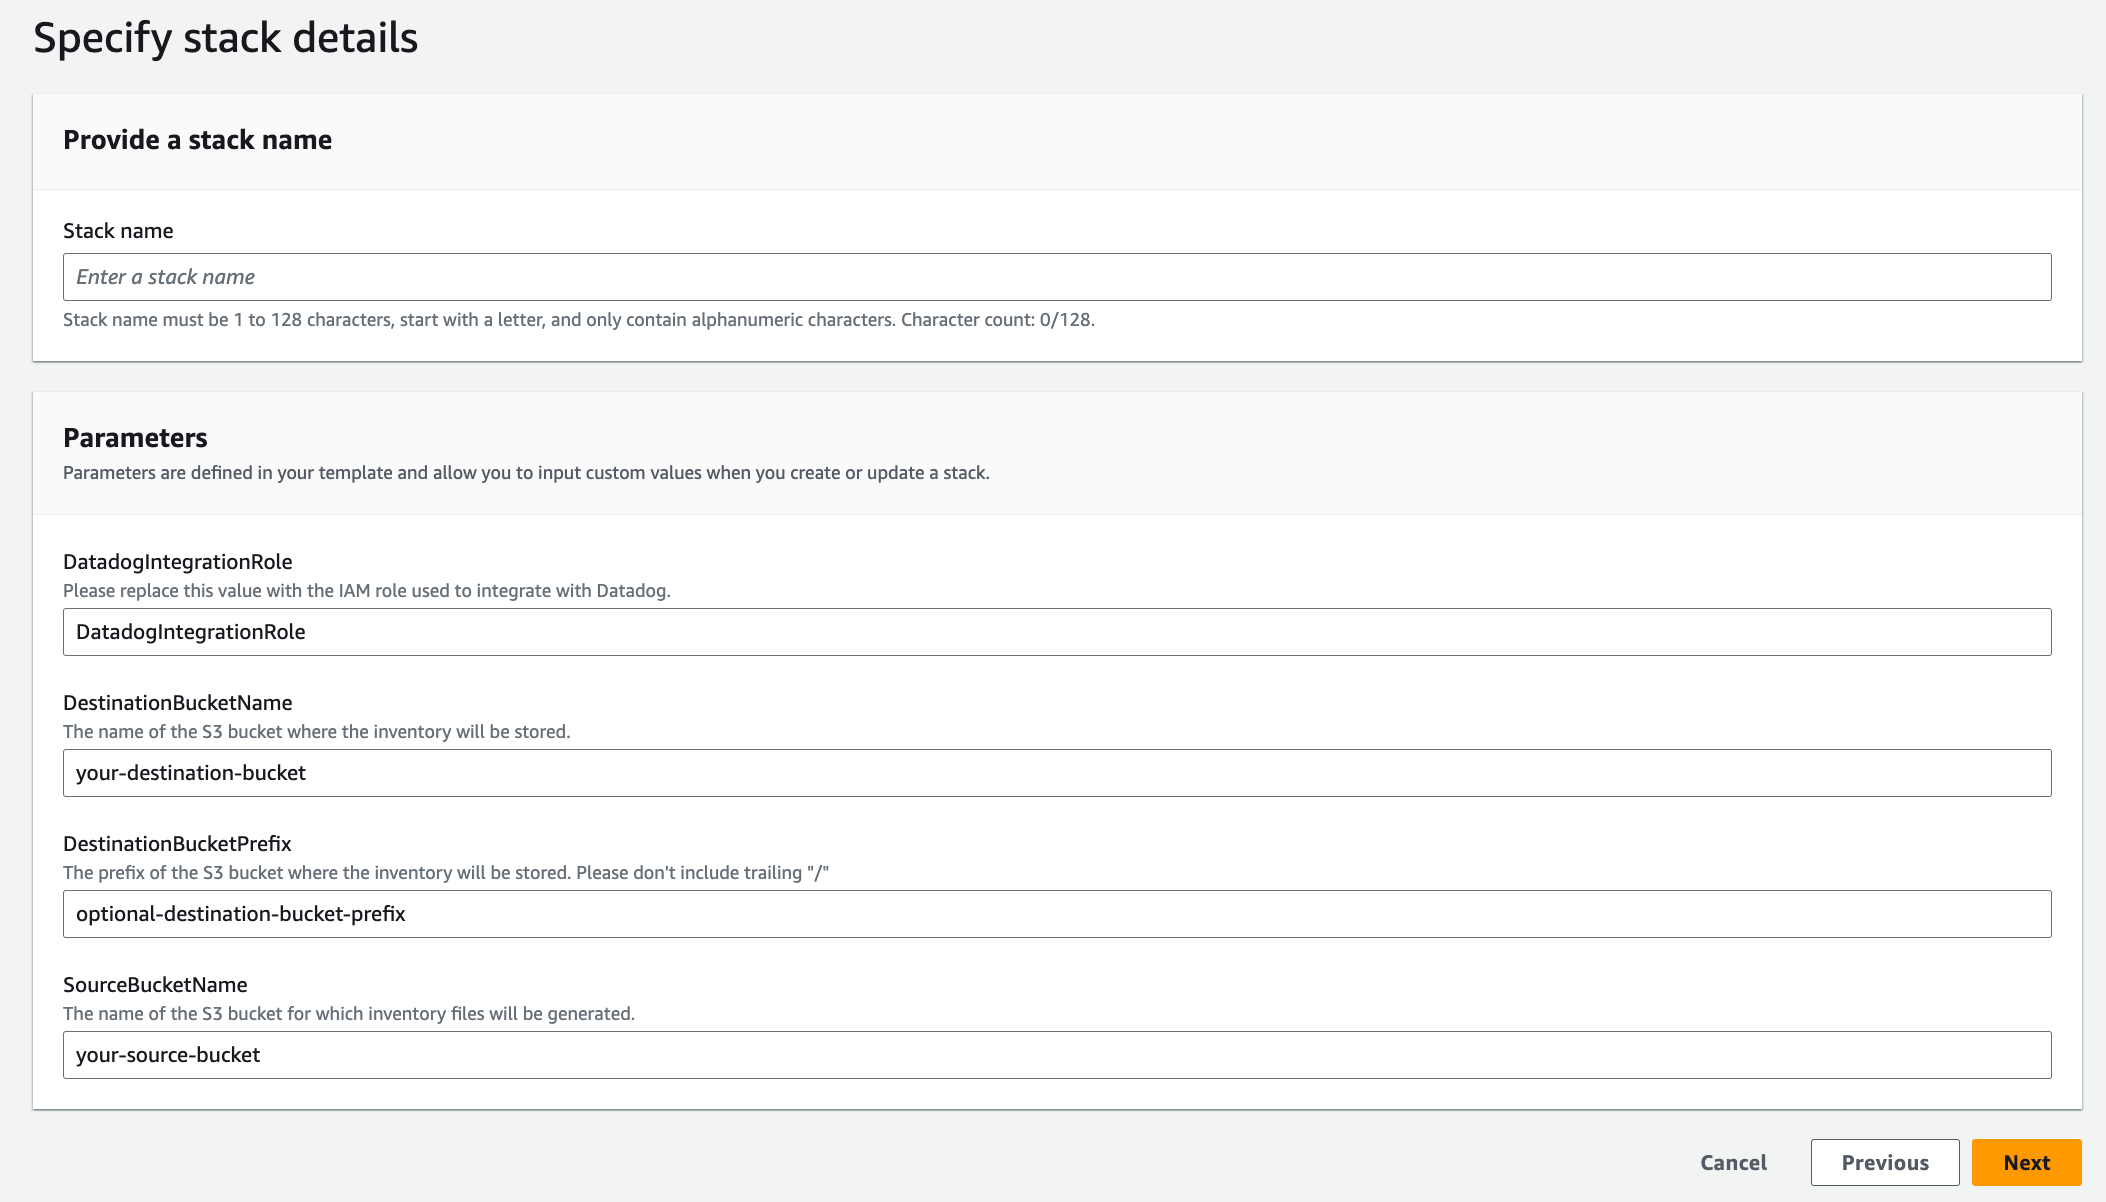 Specify stack details
Provide a stack name
Stack name
Enter a stack name
Stack name must be 1 to 128 characters, start with a letter, and only contain alphanumeric characters. Character count: 0/128.
Parameters
Parameters are defined in your template and allow you to input custom values when you create or update a stack.
DatadogIntegrationRole
Please replace this value with the IAM role used to integrate with Datadog.
DatadogIntegrationRole
DestinationBucketName
The name of the S3 bucket where the inventory will be stored.
your-destination-bucket
DestinationBucketPrefix
The prefix of the S3 bucket where the inventory will be stored. Please don't include trailing "/"
optional-destination-bucket-prefix
SourceBucketName
The name of the S3 bucket for which inventory files will be generated.
your-source-bucket
Cancel Previous Next